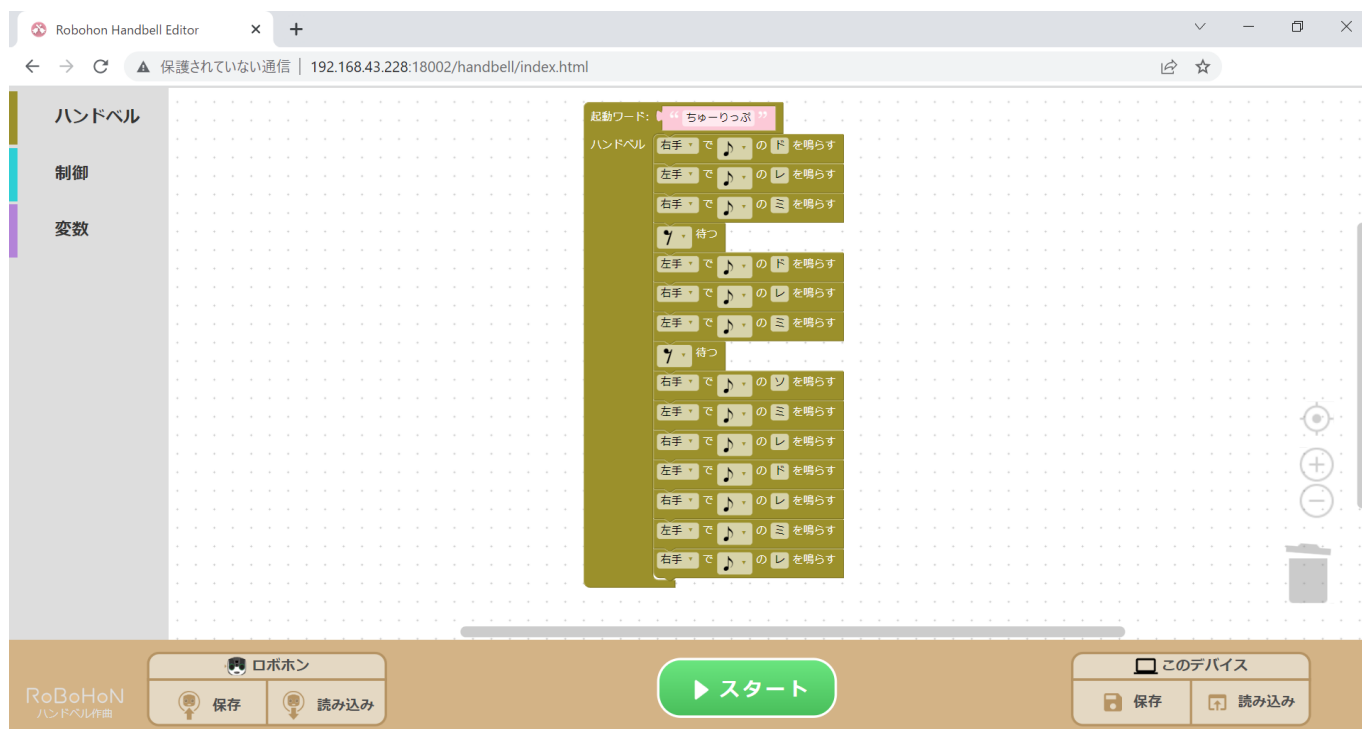 Robohon Handbell Editor
保護されていない通信 | 192.168.43.228:18002/handbell/index.html
ハンドベル
制御
変数
起動ワード: “ ちゅーりっぷ ”
ハンドベル 右手 で ♪ の ド を鳴らす
左手 で ♪ の レ を鳴らす
右手 で ♪ の ミ を鳴らす
待つ
左手 で ♪ の ド を鳴らす
右手 で ♪ の レ を鳴らす
左手 で ♪ の ミ を鳴らす
待つ
右手 で ♪ の ソ を鳴らす
左手 で ♪ の ミ を鳴らす
右手 で ♪ の レ を鳴らす
左手 で ♪ の ド を鳴らす
右手 で ♪ の レ を鳴らす
左手 で ♪ の ミ を鳴らす
右手 で ♪ の レ を鳴らす
RoBoHoN
ハンドベル作曲
ロボホン
保存 読み込み
スタート
このデバイス
保存 読み込み